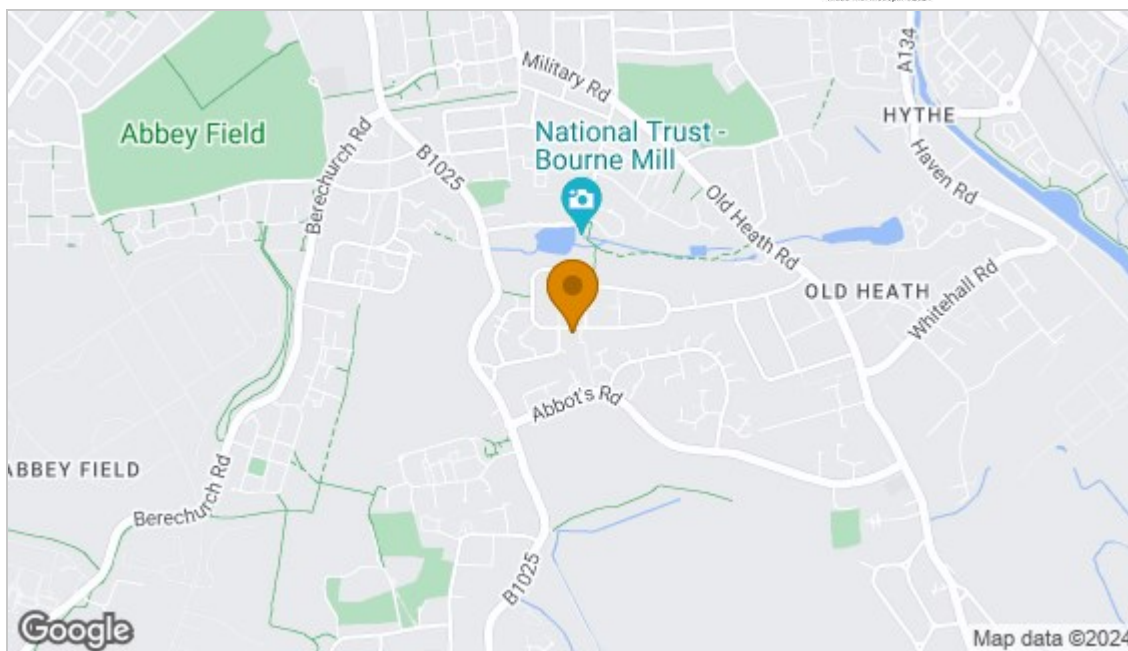 A134
Military Rd
HYTHE
Abbey Field
National Trust -
Bourne Mill
Berechurch Rd
B1025
Haven Rd
Old Heath Rd
OLD HEATH
Whitehall Rd
Abbot's Rd
ABBEY FIELD
Berechurch Rd
B1025
Google
Map data ©2024